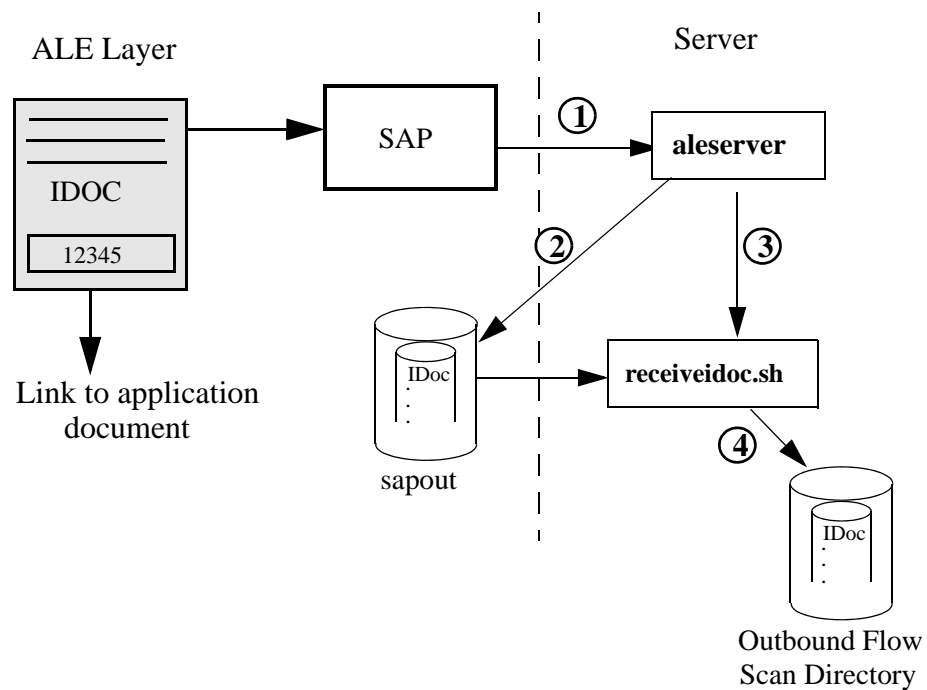 ALE Layer
Server
SAP
1
aleserver
IDOC
12345
2
3
Link to application
document
IDoc
.
.
.
sapout
receiveidoc.sh
4
IDoc
.
.
.
Outbound Flow
Scan Directory